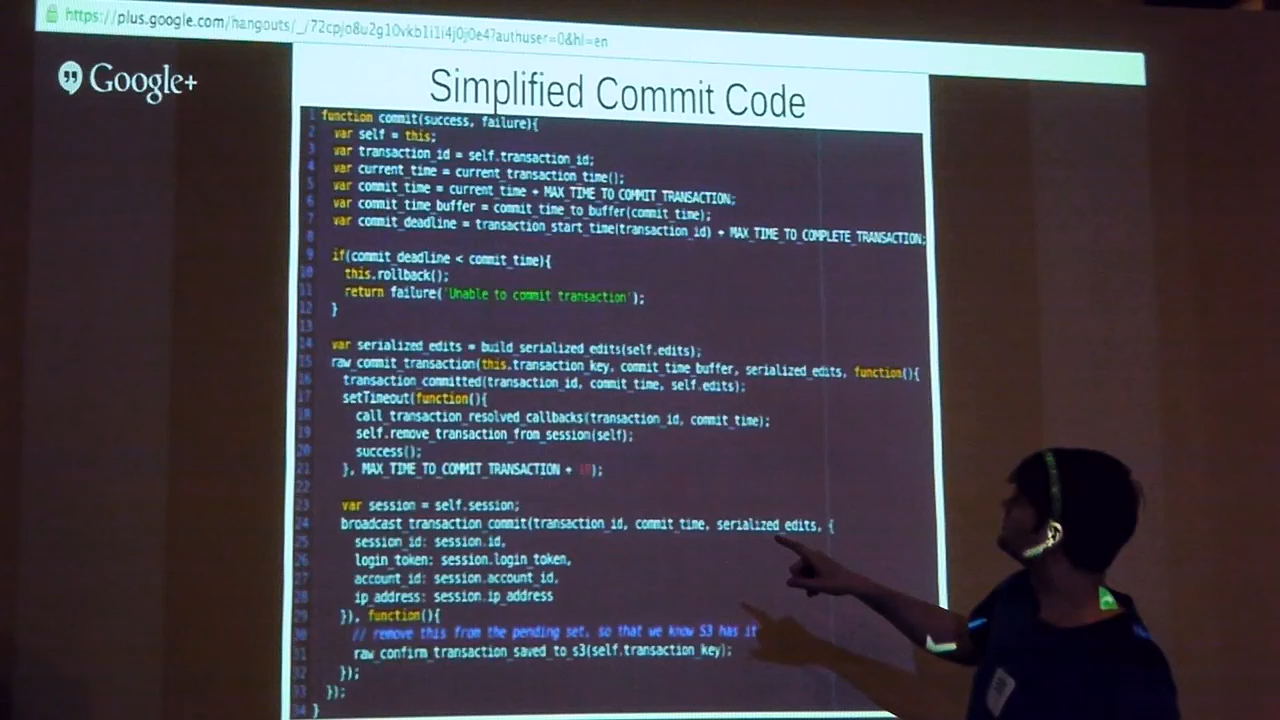 https://plus.google.com/hangouts/_/72cpjo8u2g10vkb1i1i4j0j0e4?authuser=0&hl=en
Google+
Simplified Commit Code
1 function commit(success, failure){
2 var self = this;
3 var transaction_id = self.transaction_id;
4 var current_time = current_transaction_time();
5 var commit_time = current_time + MAX_TIME_TO_COMMIT_TRANSACTION;
6 var commit_time_buffer = commit_time_to_buffer(commit_time);
7 var commit_deadline = transaction_start_time(transaction_id) + MAX_TIME_TO_COMPLETE_TRANSACTION;
8
9 if(commit_deadline < commit_time){
10 this.rollback();
11 return failure('Unable to commit transaction');
12 }
13
14 var serialized_edits = build_serialized_edits(self.edits);
15 raw_commit_transaction(this.transaction_key, commit_time_buffer, serialized_edits, function(){
16 transaction_committed(transaction_id, commit_time, self.edits);
17 setTimeout(function(){
18 call_transaction_resolved_callbacks(transaction_id, commit_time);
19 self.remove_transaction_from_session(self);
20 success();
21 }, MAX_TIME_TO_COMMIT_TRANSACTION + );
22
23 var session = self.session;
24 broadcast_transaction_commit(transaction_id, commit_time, serialized_edits, {
25 session_id: session.id,
26 login_token: session.login_token,
27 account_id: session.account_id,
28 ip_address: session.ip_address
29 }), function(){
30 // remove this from the pending set, so that we know S3 has it
31 raw_confirm_transaction_saved_to_s3(self.transaction_key);
32 });
33 });
34 }